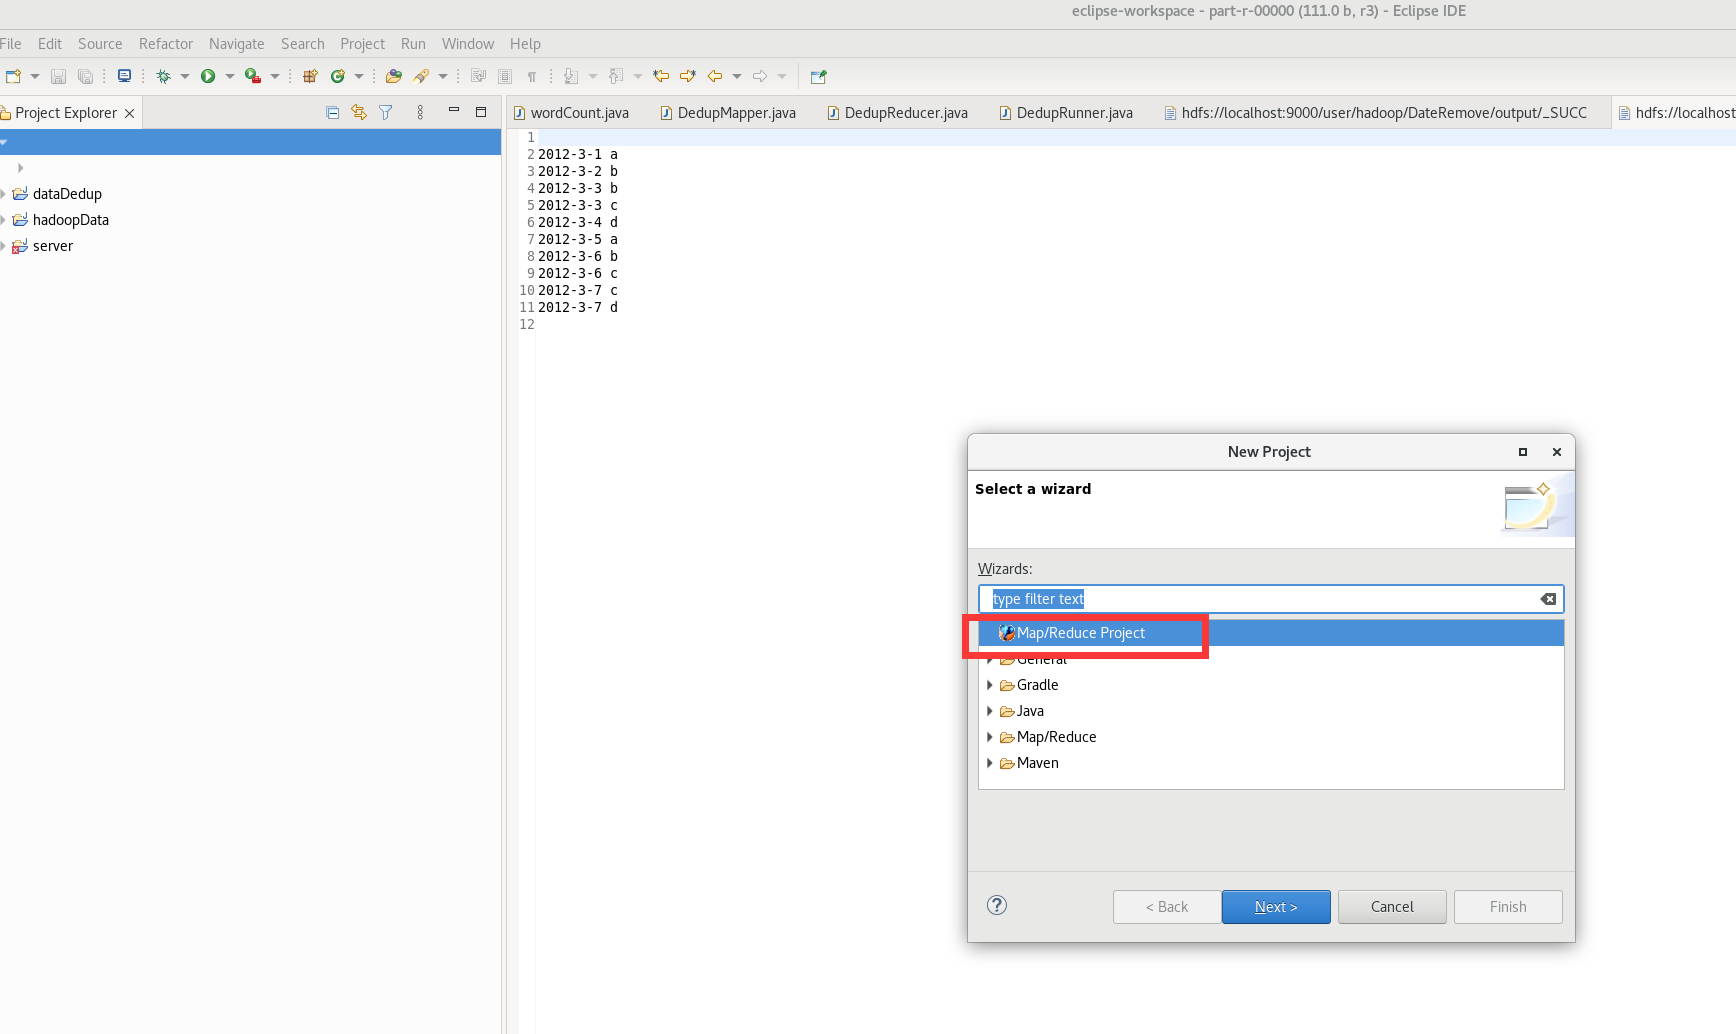 eclipse-workspace - part-r-00000 (111.0 b, r3) - Eclipse IDE
File Edit Source Refactor Navigate Search Project Run Window Help
Project Explorer
wordCount.java DedupMapper.java DedupReducer.java DedupRunner.java hdfs://localhost:9000/user/hadoop/DateRemove/output/_SUCC hdfs://localhost
dataDedup
hadoopData
server
1
2 2012-3-1 a
3 2012-3-2 b
4 2012-3-3 b
5 2012-3-3 c
6 2012-3-4 d
7 2012-3-5 a
8 2012-3-6 b
9 2012-3-6 c
10 2012-3-7 c
11 2012-3-7 d
12
New Project
Select a wizard
Wizards:
type filter text
Map/Reduce Project
General
Gradle
Java
Map/Reduce
Maven
< Back Next > Cancel Finish